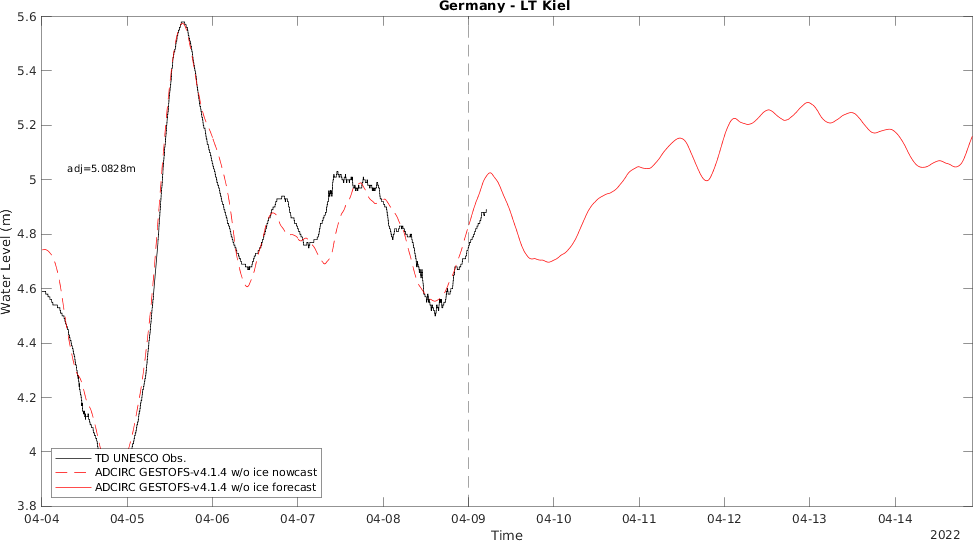 Germany - LT Kiel
5.6
5.4
5.2
adj=5.0828m
5
4.8
4.6
4.4
4.2
4
3.8
Water Level (m)
TD UNESCO Obs.
ADCIRC GESTOFS-v4.1.4 w/o ice nowcast
ADCIRC GESTOFS-v4.1.4 w/o ice forecast
04-04 04-05 04-06 04-07 04-08 04-09 04-10 04-11 04-12 04-13 04-14
Time
2022